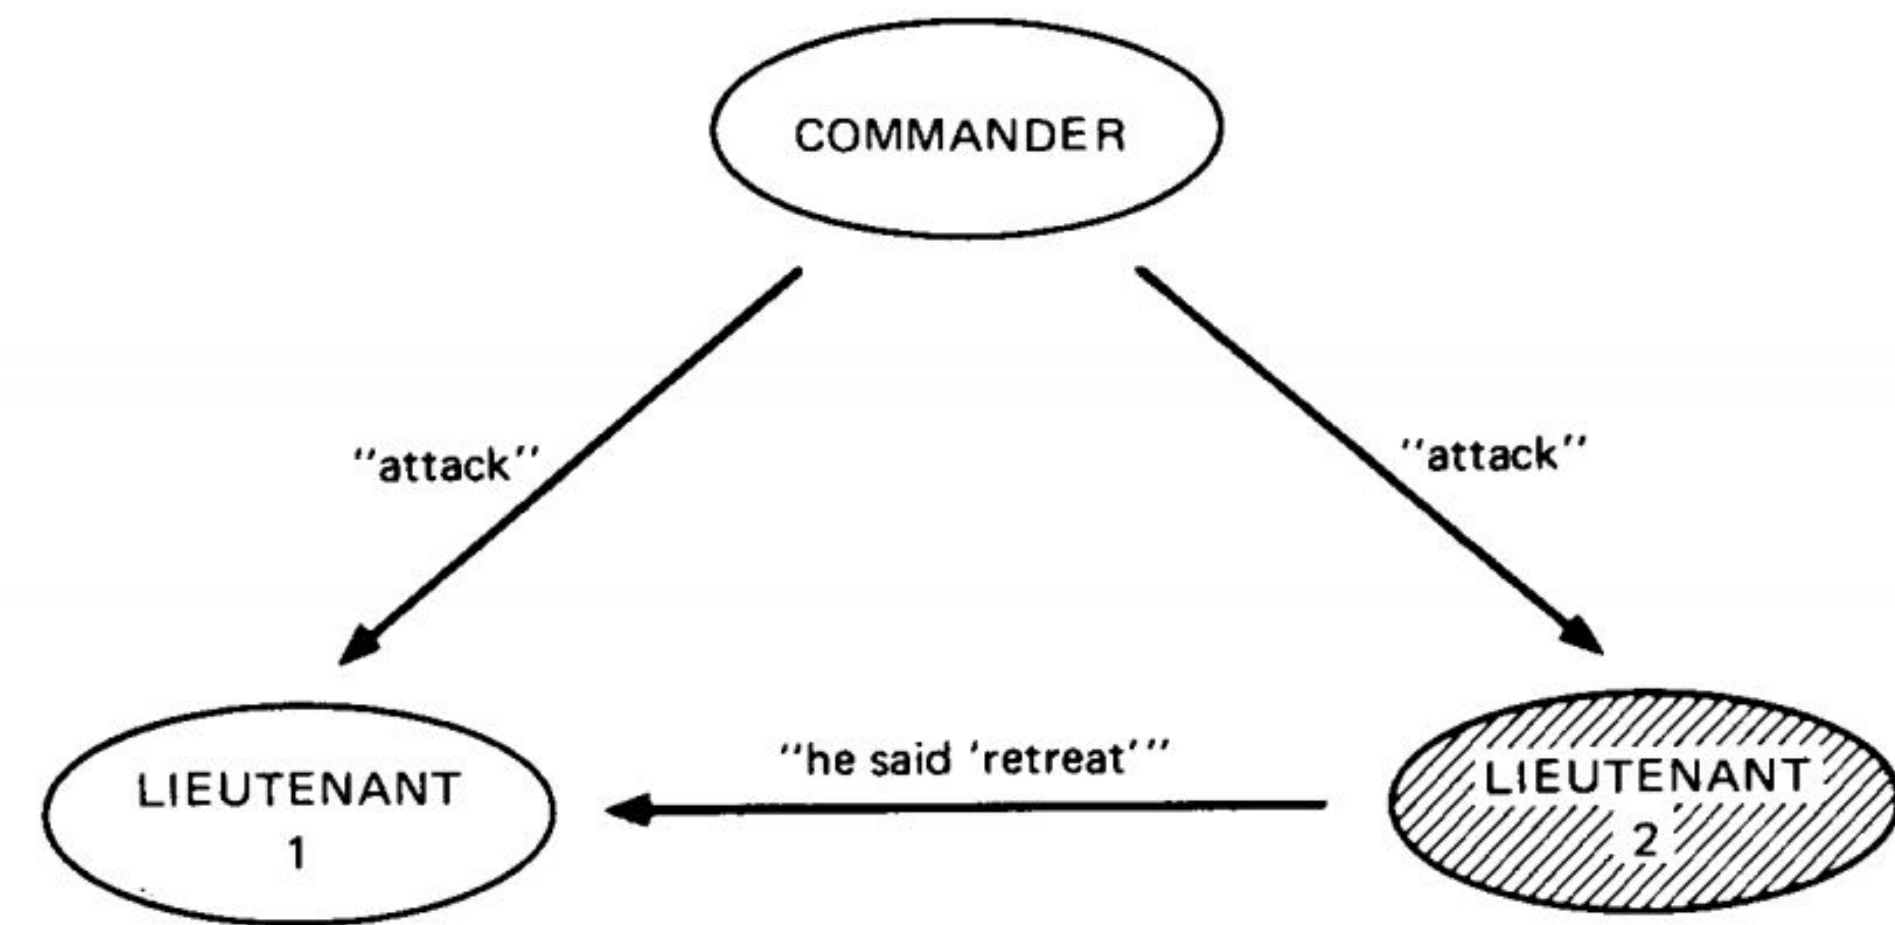 COMMANDER
"attack"
"attack"
"he said 'retreat'"
LIEUTENANT
1
LIEUTENANT
2